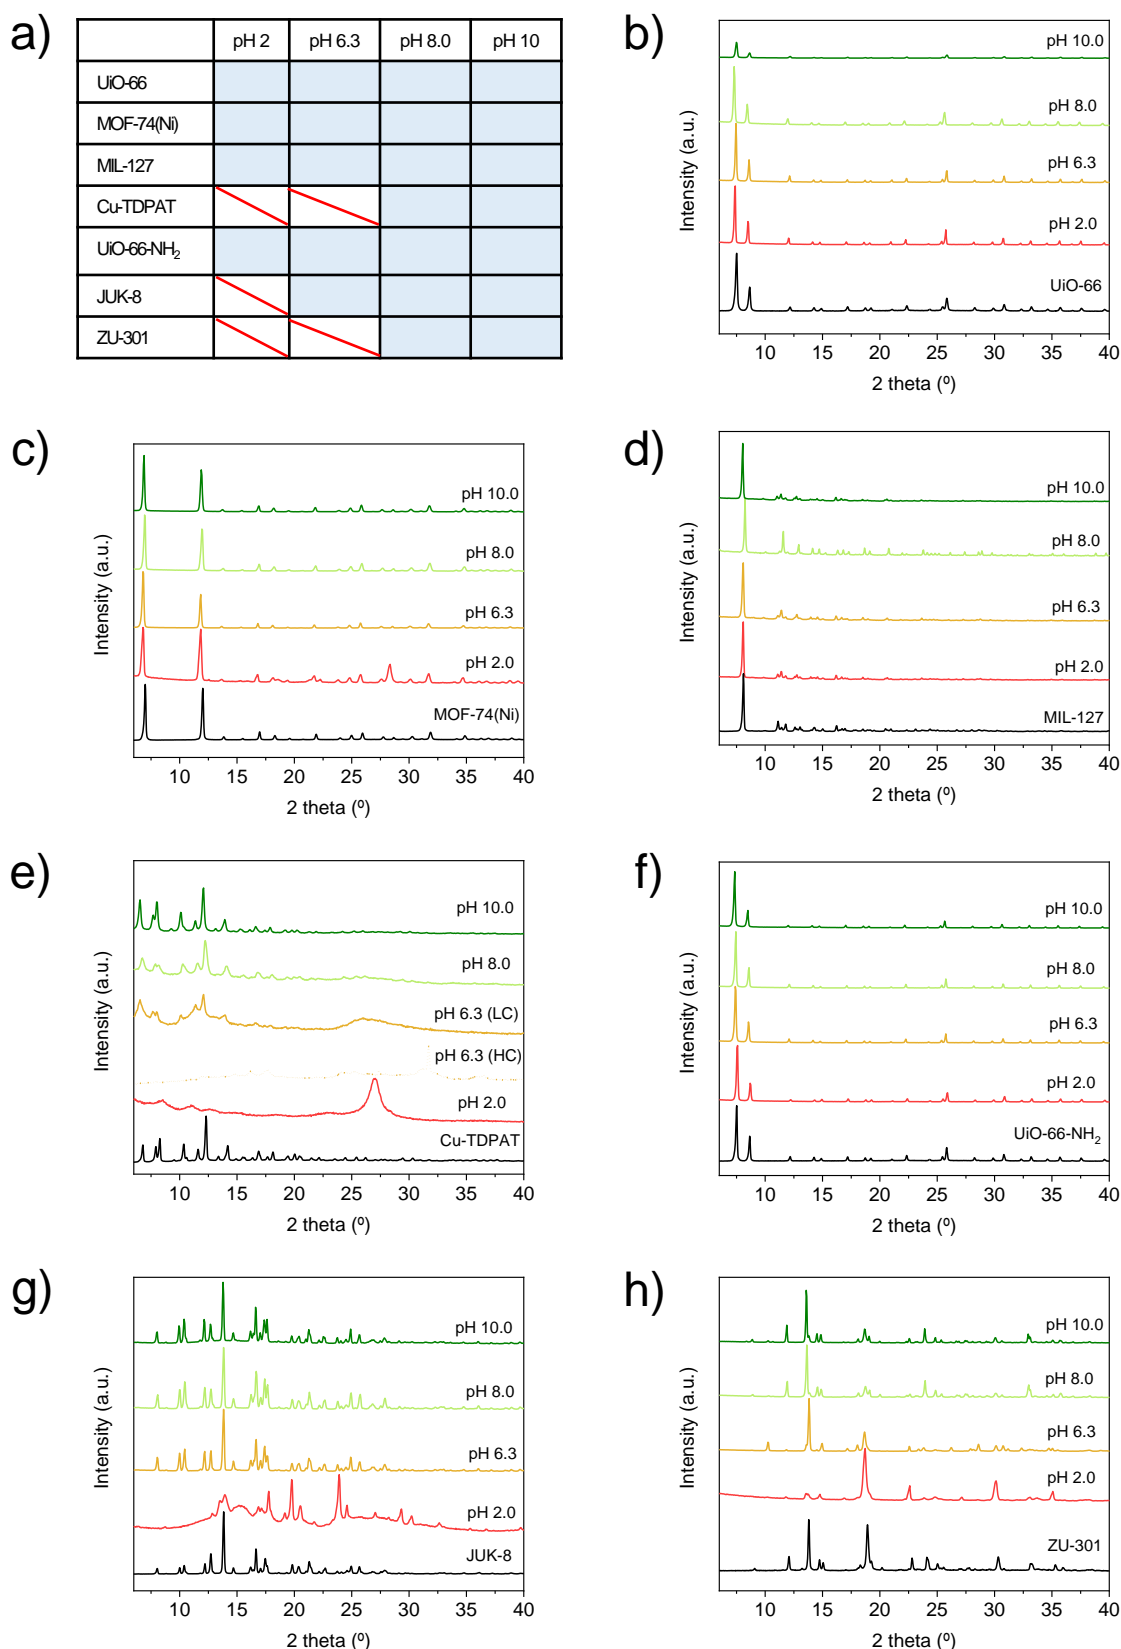 a)
pH 2 pH 6.3 pH 8.0 pH 10
UiO-66
MOF-74(Ni)
MIL-127
Cu-TDPAT
UiO-66-NH2
JUK-8
ZU-301
b)
Intensity (a.u.)
pH 10.0
pH 8.0
pH 6.3
pH 2.0
UiO-66
10 15 20 25 30 35 40
2 theta (º)
c)
Intensity (a.u.)
pH 10.0
pH 8.0
pH 6.3
pH 2.0
MOF-74(Ni)
10 15 20 25 30 35 40
2 theta (º)
d)
Intensity (a.u.)
pH 10.0
pH 8.0
pH 6.3
pH 2.0
MIL-127
10 15 20 25 30 35 40
2 theta (º)
e)
Intensity (a.u.)
pH 10.0
pH 8.0
pH 6.3 (LC)
pH 6.3 (HC)
pH 2.0
Cu-TDPAT
10 15 20 25 30 35 40
2 theta (º)
f)
Intensity (a.u.)
pH 10.0
pH 8.0
pH 6.3
pH 2.0
UiO-66-NH2
10 15 20 25 30 35 40
2 theta (º)
g)
Intensity (a.u.)
pH 10.0
pH 8.0
pH 6.3
pH 2.0
JUK-8
10 15 20 25 30 35 40
2 theta (º)
h)
Intensity (a.u.)
pH 10.0
pH 8.0
pH 6.3
pH 2.0
ZU-301
10 15 20 25 30 35 40
2 theta (º)